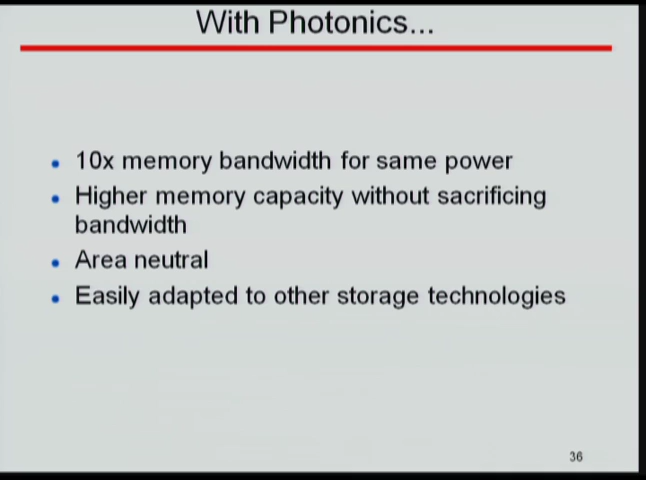 With Photonics...
• 10x memory bandwidth for same power
• Higher memory capacity without sacrificing
bandwidth
• Area neutral
• Easily adapted to other storage technologies
36